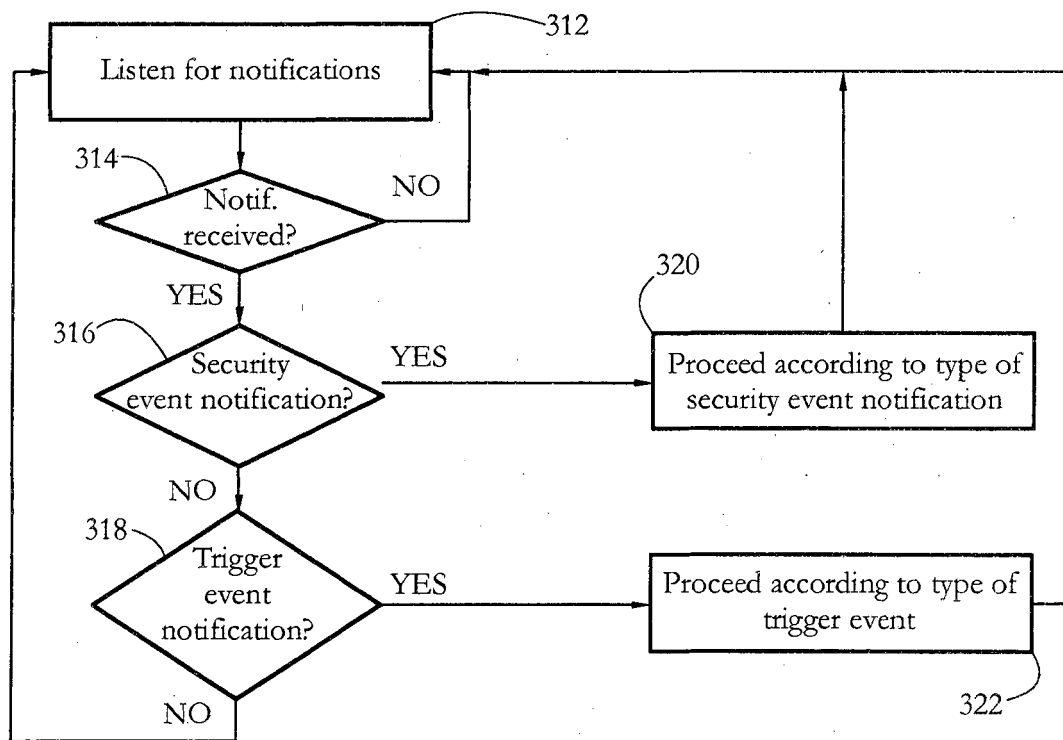 312
Listen for notifications
314
NO
Notif.
received?
YES
320
316
YES
Security
event notification?
Proceed according to type of
security event notification
NO
318
Trigger
event
notification?
YES
Proceed according to type of
trigger event
NO
322